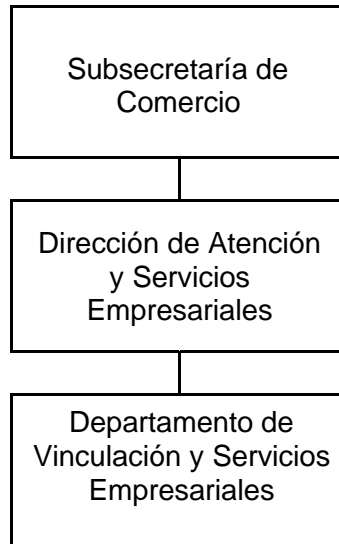 Subsecretaría de
Comercio
Dirección de Atención
y Servicios
Empresariales
Departamento de
Vinculación y Servicios
Empresariales